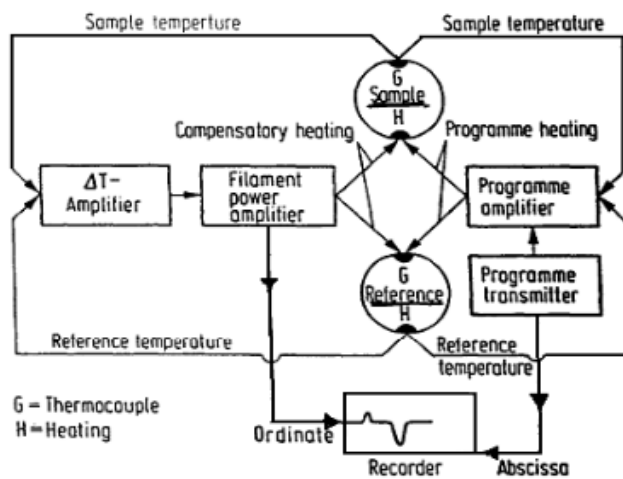 Sample temperture
Sample temperature
G
Sample
H
Compensatory heating
Programme heating
ΔT-
Amplifier
Filament
power
amplifier
Programme
amplifier
G
Reference
H
Programme
transmitter
Reference temperature
Reference
temperature
G = Thermocouple
H = Heating
Ordinate
Recorder
Abscissa